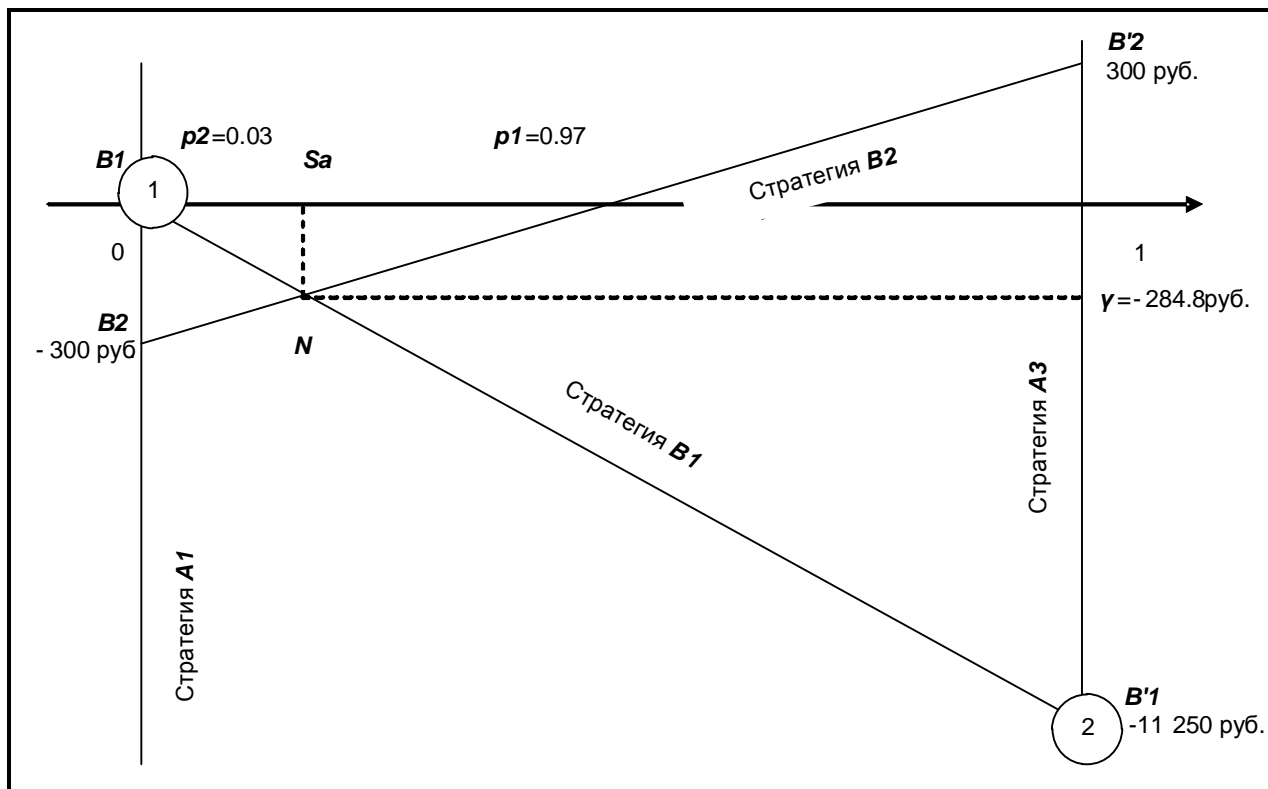 B'2
300 руб.
p2=0.03
p1=0.97
B1
Sa
1
Стратегия B2
0
1
B2
- 300 руб
N
γ=- 284.8руб.
Стратегия B1
Стратегия A3
Стратегия A1
B'1
2
-11 250 руб.